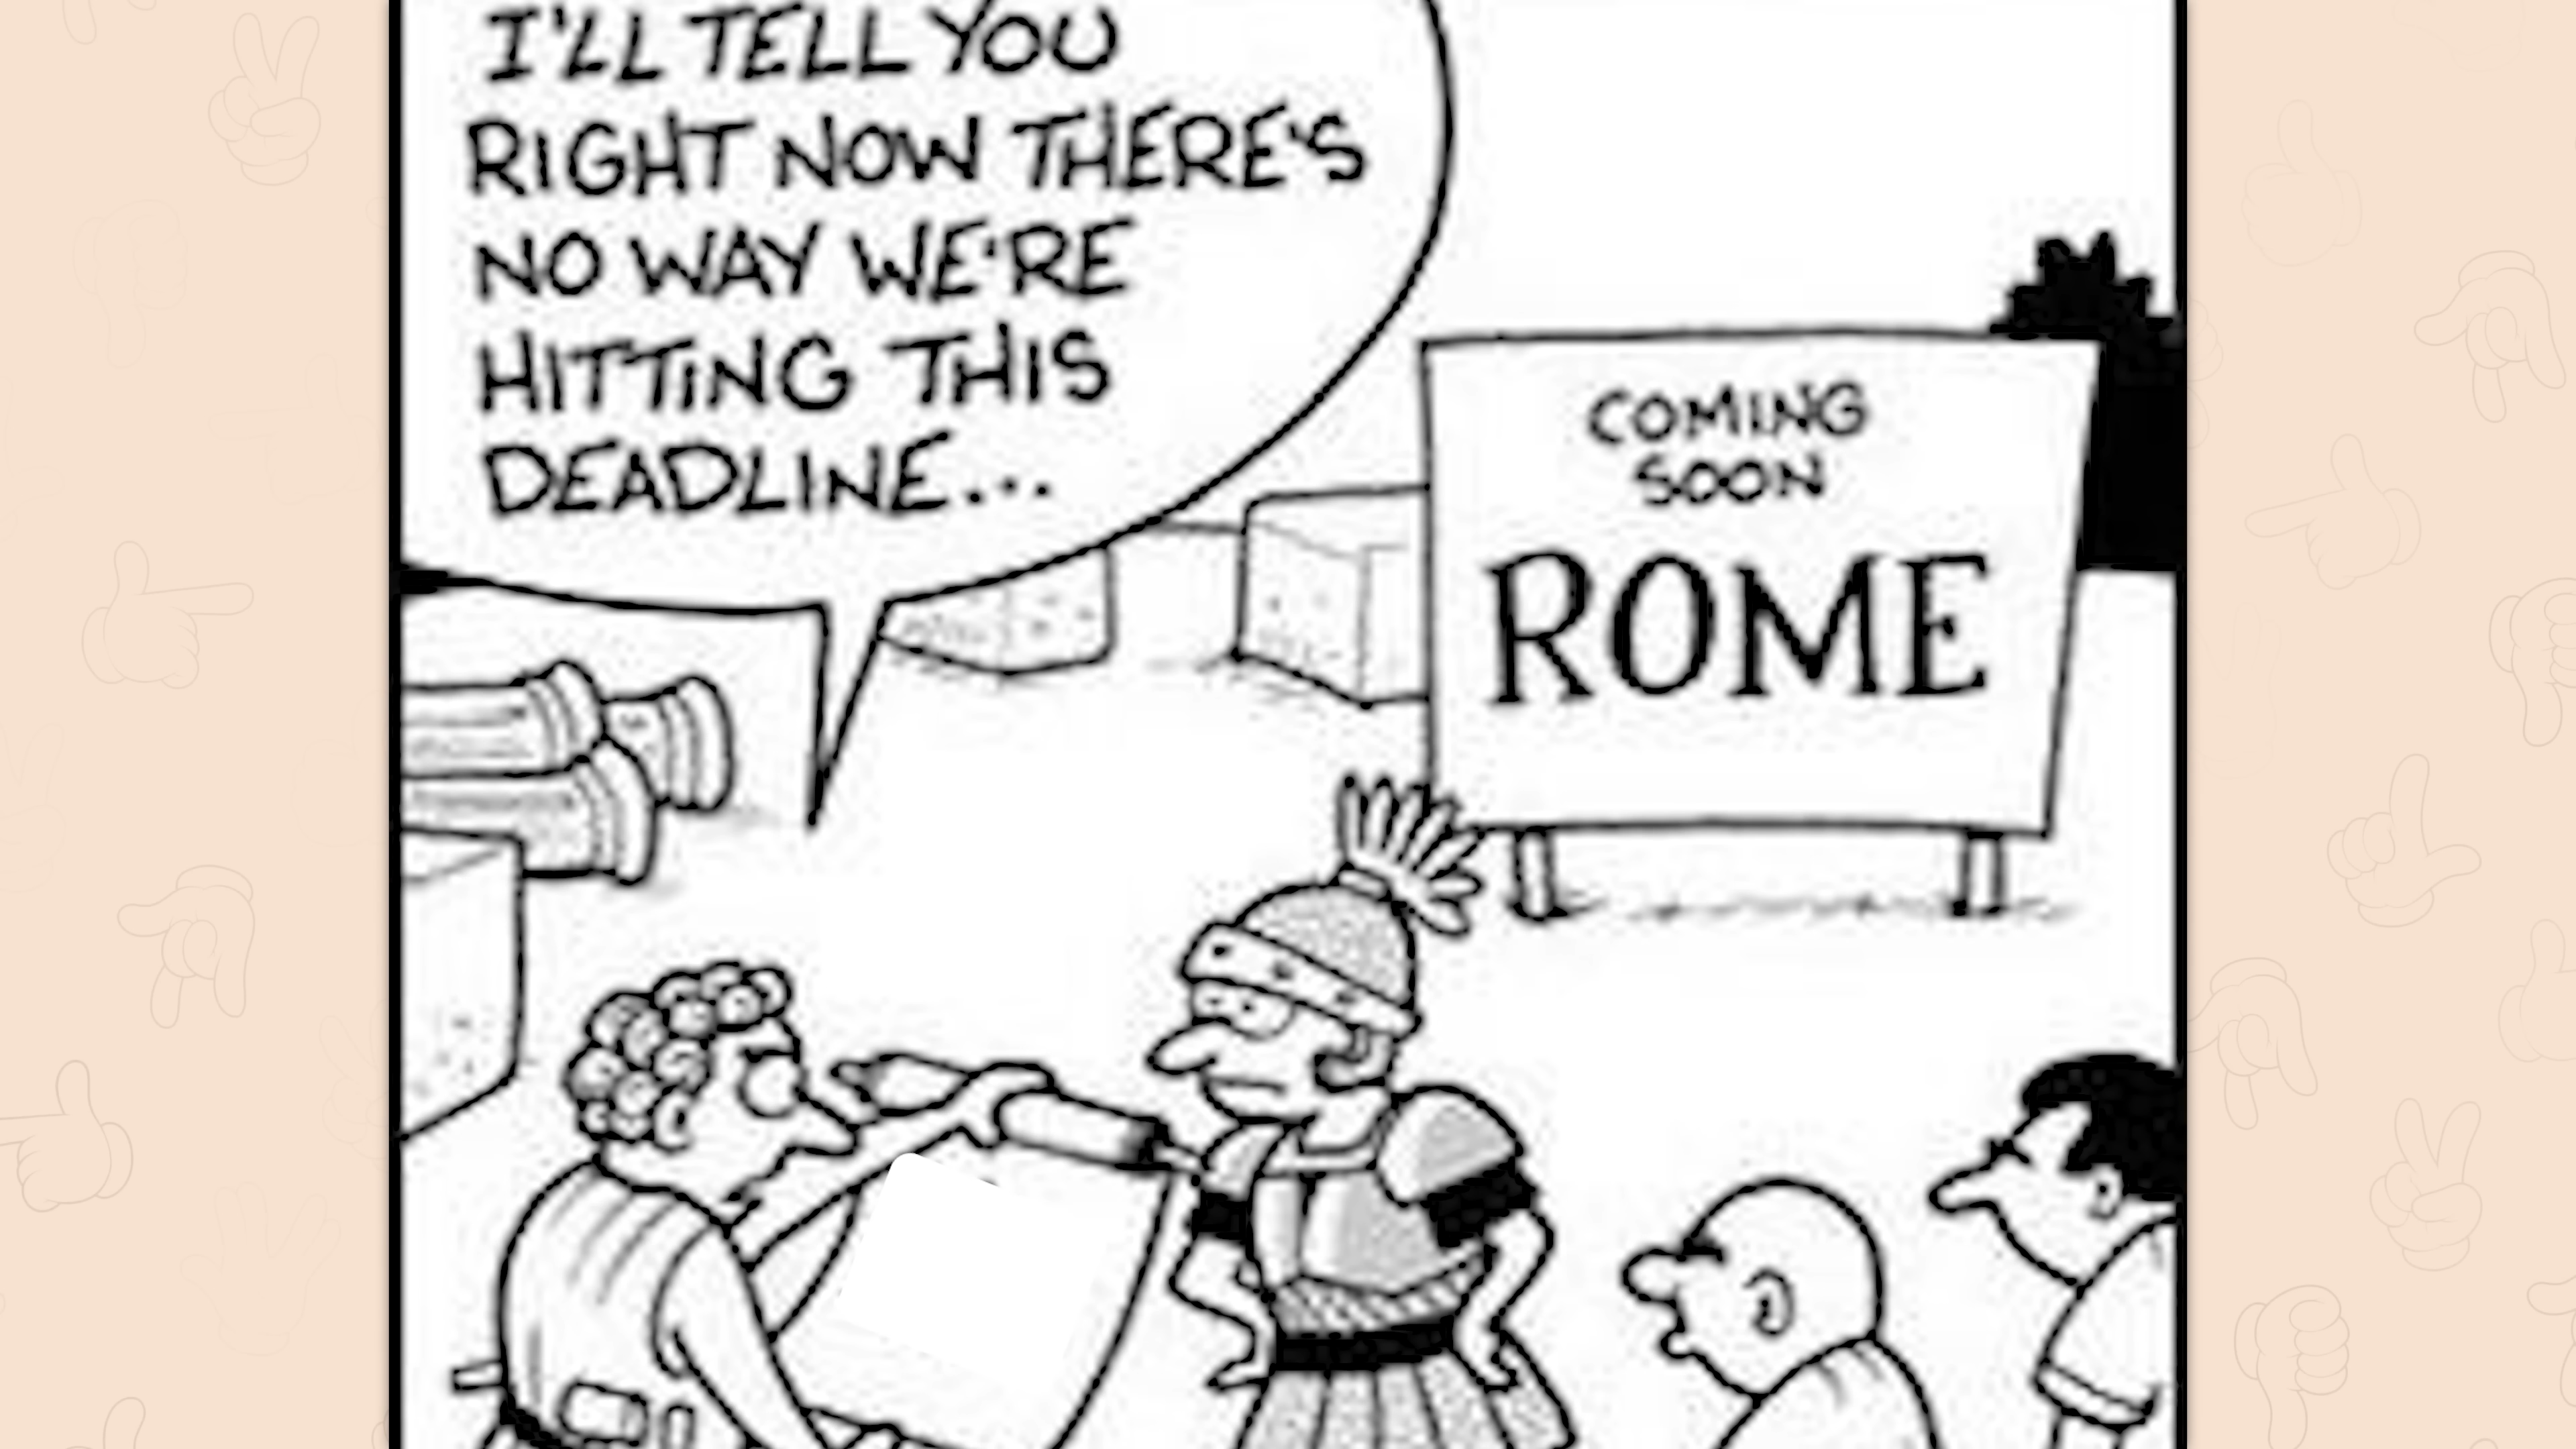 I'LL TELL YOU
RIGHT NOW THERE'S
NO WAY WE'RE
HITTING THIS
DEADLINE...
COMING
SOON
ROME